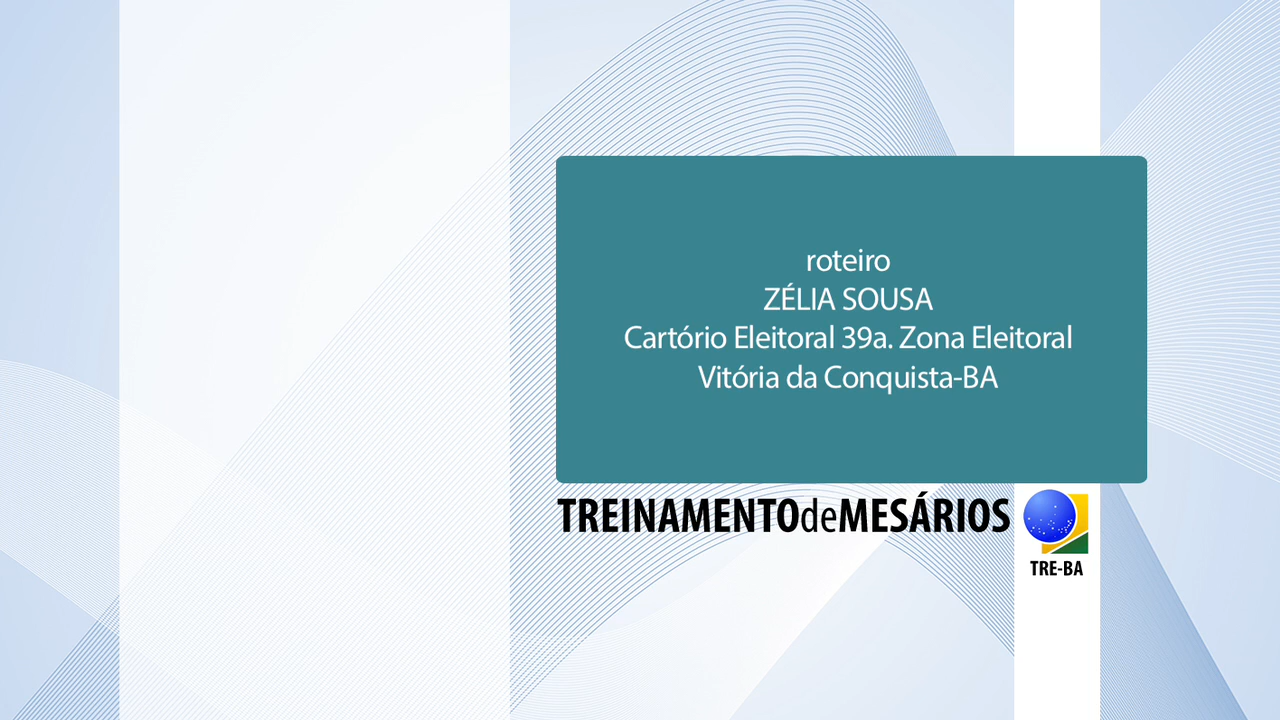 roteiro
ZÉLIA SOUSA
Cartório Eleitoral 39a. Zona Eleitoral
Vitória da Conquista-BA
TREINAMENTOdeMESÁRIOS
TRE-BA